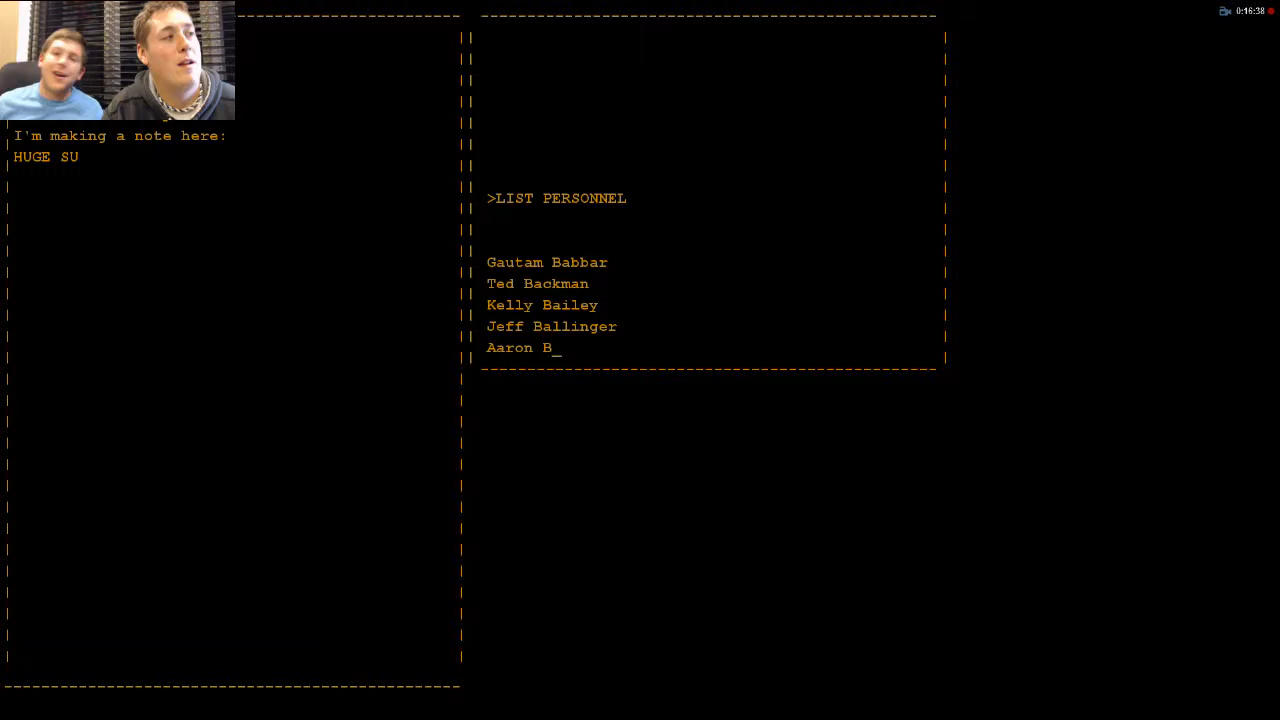 0:16:38
I'm making a note here:
HUGE SU
>LIST PERSONNEL
Gautam Babbar
Ted Backman
Kelly Bailey
Jeff Ballinger
Aaron B_